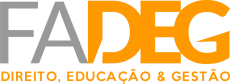 FADEG
DIREITO, EDUCAÇÃO & GESTÃO